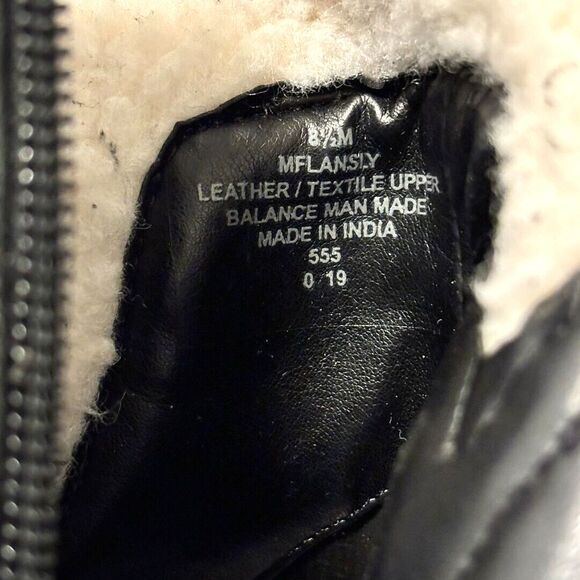 8½M
MFLANSLY
LEATHER / TEXTILE UPPER
BALANCE MAN MADE
MADE IN INDIA
555
0 19